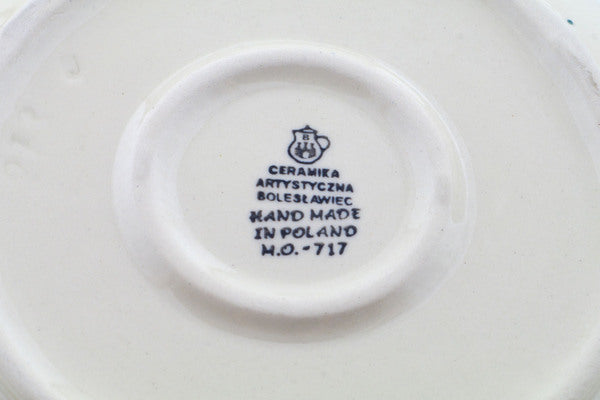 B
CERAMIKA
ARTYSTYCZNA
BOLESŁAWIEC
HAND MADE
IN POLAND
M.O.-717